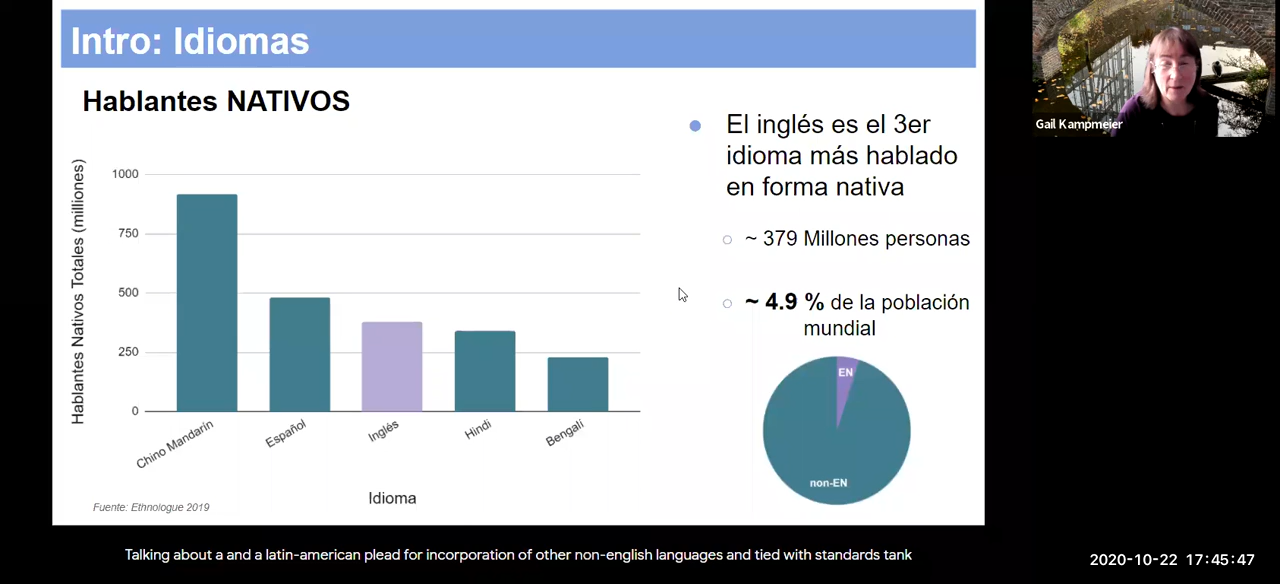 Intro: Idiomas
Hablantes NATIVOS
Hablantes Nativos Totales (milliones)
1000
750
500
250
0
Chino Mandarín
Español
Inglés
Hindi
Bengalí
Idioma
Fuente: Ethnologue 2019
El inglés es el 3er
idioma más hablado
en forma nativa
~ 379 Millones personas
~ 4.9 % de la población
mundial
EN
non-EN
Gail Kampmeier
Talking about a and a latin-american plead for incorporation of other non-english languages and tied with standards tank
2020-10-22 17:45:47